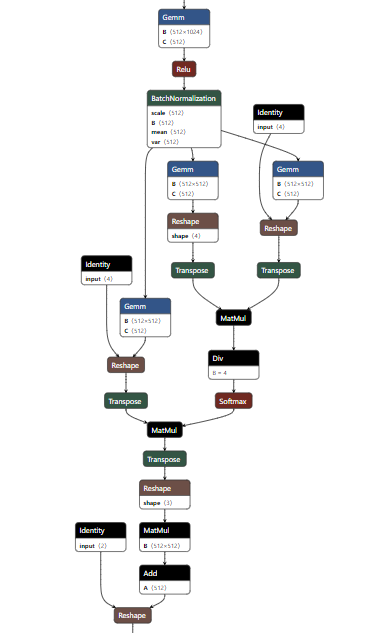 Gemm
B ⟨512×1024⟩
C ⟨512⟩
Relu
BatchNormalization
scale ⟨512⟩
B ⟨512⟩
mean ⟨512⟩
var ⟨512⟩
Identity
input ⟨4⟩
Gemm
B ⟨512×512⟩
C ⟨512⟩
Gemm
B ⟨512×512⟩
C ⟨512⟩
Reshape
shape ⟨4⟩
Reshape
Transpose
Transpose
Identity
input ⟨4⟩
Gemm
B ⟨512×512⟩
C ⟨512⟩
MatMul
Div
B = 4
Reshape
Transpose
Softmax
MatMul
Transpose
Reshape
shape ⟨3⟩
Identity
input ⟨2⟩
MatMul
B ⟨512×512⟩
Add
A ⟨512⟩
Reshape